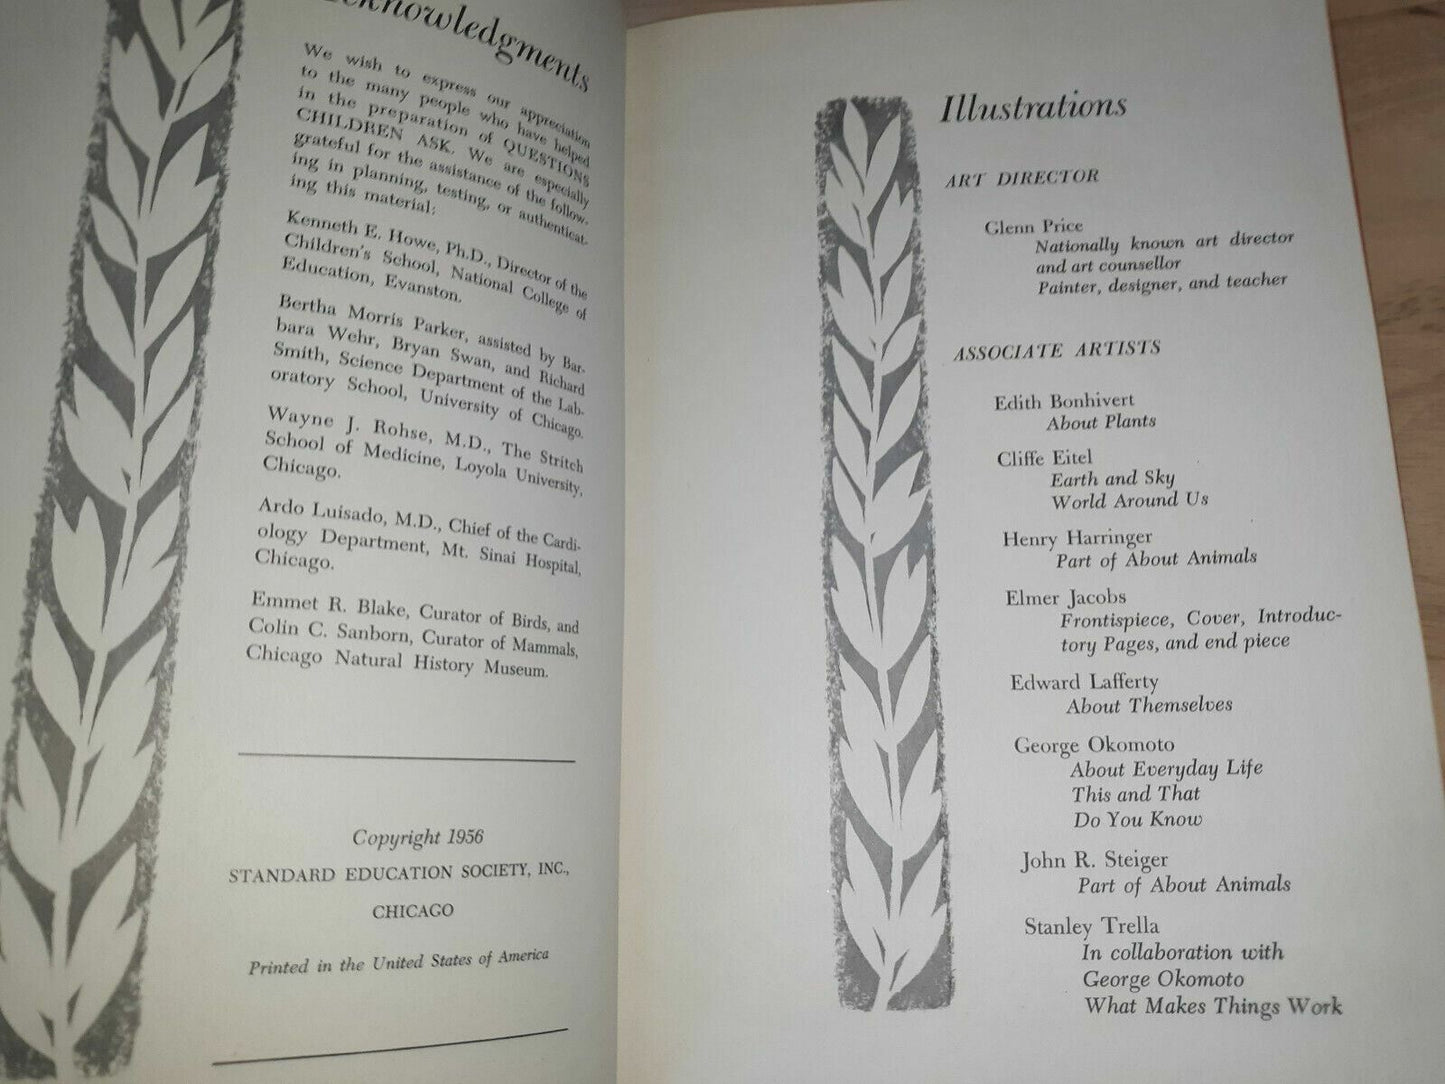 Acknowledgments
We wish to express our appreciation
to the many people who have helped
in the preparation of QUESTIONS
CHILDREN ASK. We are especially
grateful for the assistance of the follow-
ing in planning, testing, or authenticat-
ing this material:
Kenneth E. Howe, Ph.D., Director of the
Children's School, National College of
Education, Evanston.
Bertha Morris Parker, assisted by Bar-
bara Wehr, Bryan Swan, and Richard
Smith, Science Department of the Lab-
oratory School, University of Chicago.
Wayne J. Rohse, M.D., The Stritch
School of Medicine, Loyola University,
Chicago.
Ardo Luisado, M.D., Chief of the Cardi-
ology Department, Mt. Sinai Hospital,
Chicago.
Emmet R. Blake, Curator of Birds, and
Colin C. Sanborn, Curator of Mammals,
Chicago Natural History Museum.
Copyright 1956
STANDARD EDUCATION SOCIETY, INC.,
CHICAGO
Printed in the United States of America
Illustrations
ART DIRECTOR
Glenn Price
Nationally known art director
and art counsellor
Painter, designer, and teacher
ASSOCIATE ARTISTS
Edith Bonhivert
About Plants
Cliffe Eitel
Earth and Sky
World Around Us
Henry Harringer
Part of About Animals
Elmer Jacobs
Frontispiece, Cover, Introduc-
tory Pages, and end piece
Edward Lafferty
About Themselves
George Okomoto
About Everyday Life
This and That
Do You Know
John R. Steiger
Part of About Animals
Stanley Trella
In collaboration with
George Okomoto
What Makes Things Work